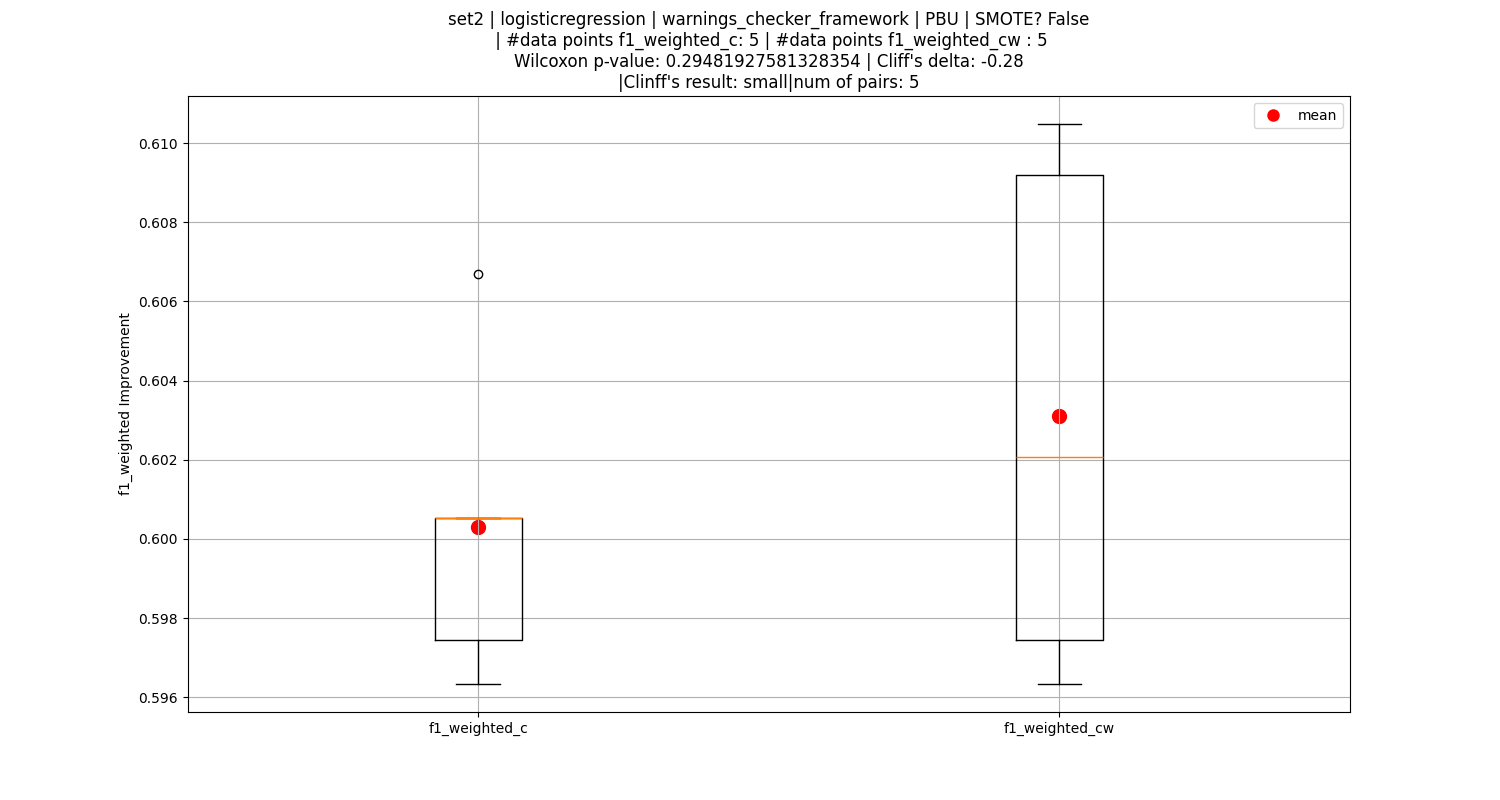 set2 | logisticregression | warnings_checker_framework | PBU | SMOTE? False
| #data points f1_weighted_c: 5 | #data points f1_weighted_cw : 5
Wilcoxon p-value: 0.29481927581328354 | Cliff's delta: -0.28
|Clinff's result: small|num of pairs: 5
mean
f1_weighted Improvement
0.610
0.608
0.606
0.604
0.602
0.600
0.598
0.596
f1_weighted_c
f1_weighted_cw